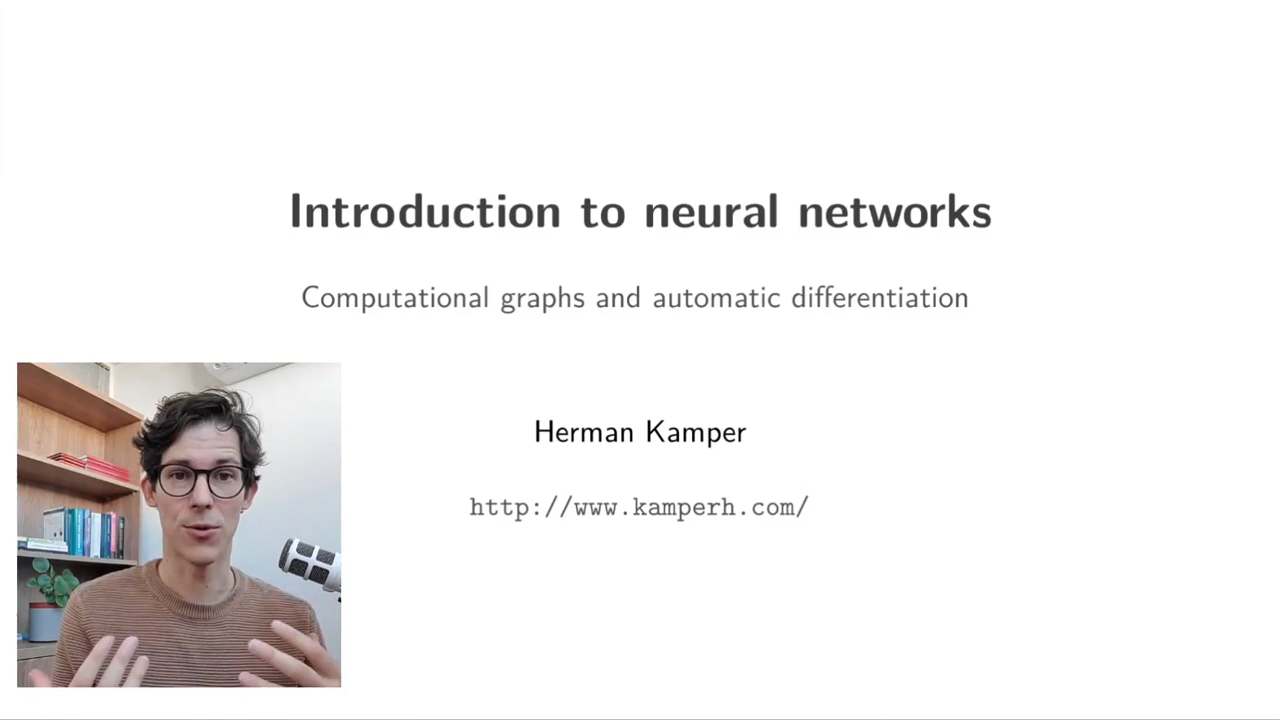 Introduction to neural networks
Computational graphs and automatic differentiation
Herman Kamper
http://www.kamperh.com/